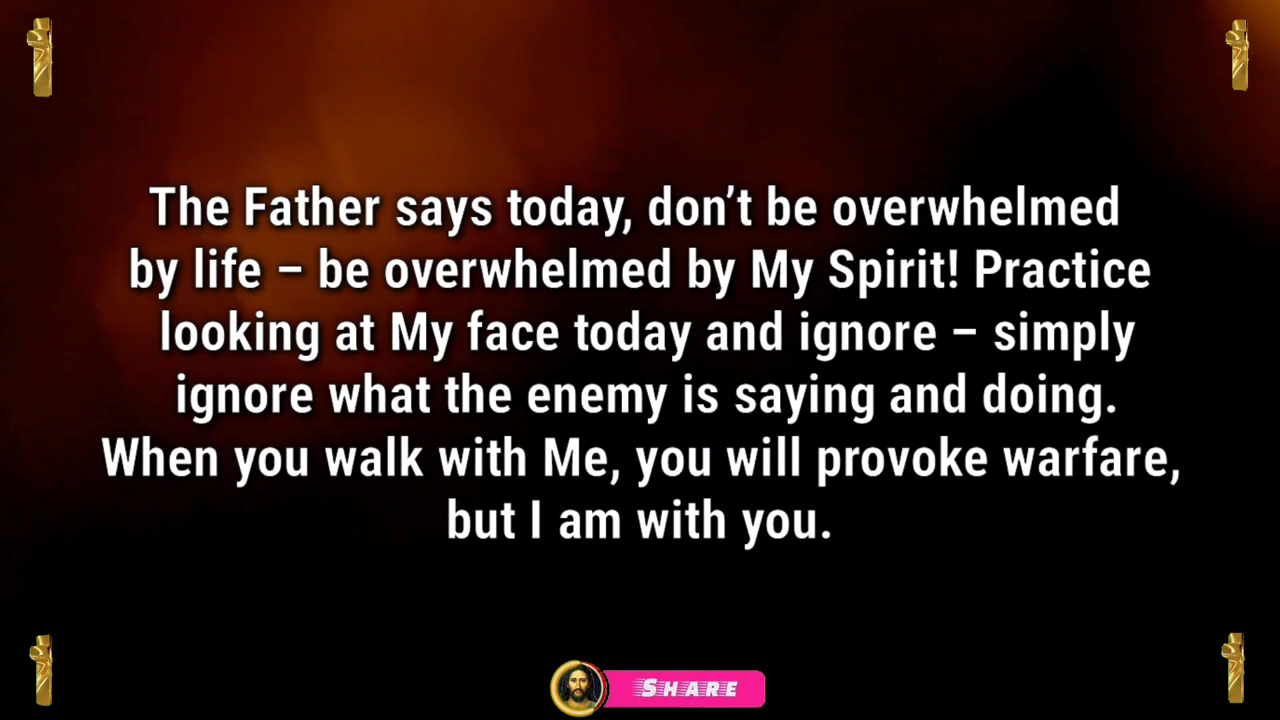 The Father says today, don’t be overwhelmed
by life – be overwhelmed by My Spirit! Practice
looking at My face today and ignore – simply
ignore what the enemy is saying and doing.
When you walk with Me, you will provoke warfare,
but I am with you.
SHARE